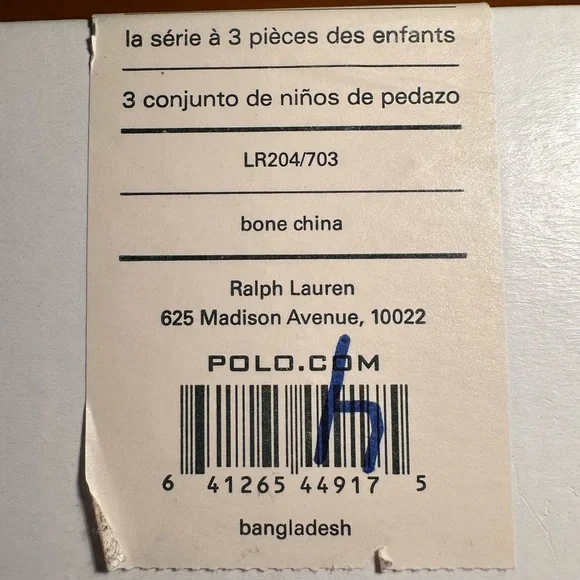 la série à 3 pièces des enfants
3 conjunto de niños de pedazo
LR204/703
bone china
Ralph Lauren
625 Madison Avenue, 10022
POLO.COM
6 41265 44917 5
bangladesh